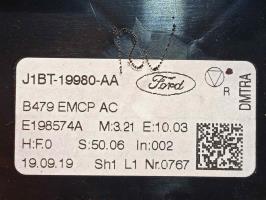 J1BT-19980-AA
Ford
R
DMTRA
B479 EMCP AC
E198574A M:3.21 E:10.03
H:F.0 S:50.06 In:002
19.09.19 Sh1 L1 Nr.0767